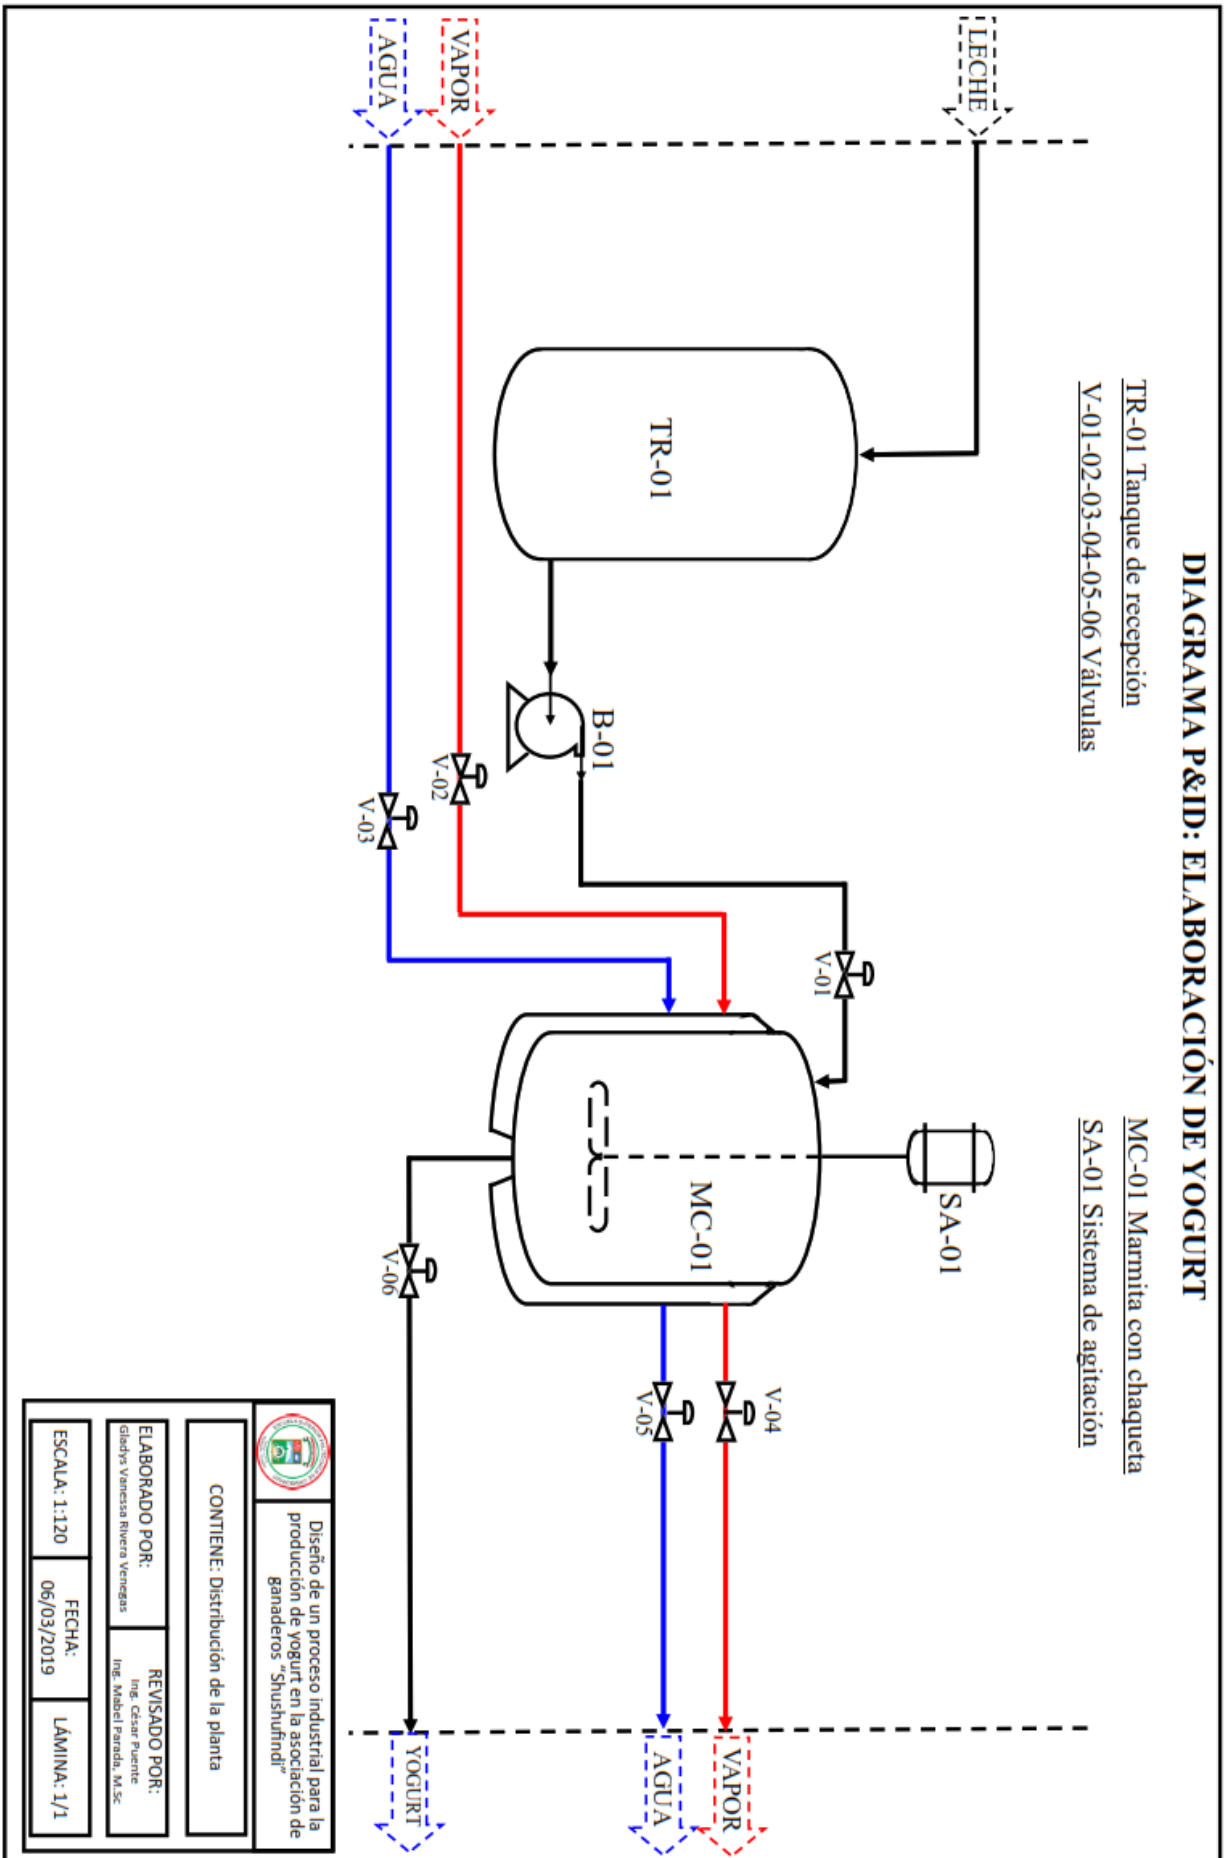 DIAGRAMA P&ID: ELABORACIÓN DE YOGURT
TR-01 Tanque de recepción
V-01-02-03-04-05-06 Válvulas
MC-01 Marmita con chaqueta
SA-01 Sistema de agitación
LECHE
VAPOR
AGUA
TR-01
B-01
V-02
V-03
V-01
SA-01
MC-01
V-04
V-05
V-06
VAPOR
AGUA
YOGURT
Diseño de un proceso industrial para la
producción de yogurt en la asociación de
ganaderos "Shushufindi"
CONTIENE: Distribución de la planta
ELABORADO POR:
Gladys Vanessa Rivera Venegas
REVISADO POR:
Ing. César Puente
Ing. Mabel Parada, M.Sc
ESCALA: 1:120
FECHA:
06/03/2019
LÁMINA: 1/1